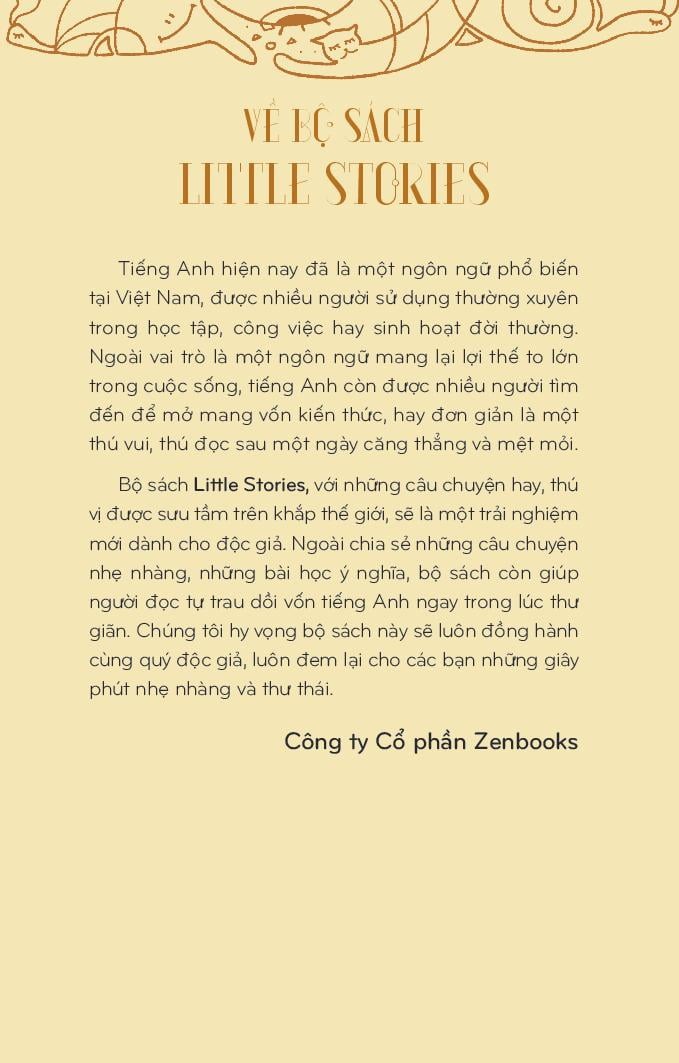 VỀ BỘ SÁCH
LITTLE STORIES
Tiếng Anh hiện nay đã là một ngôn ngữ phổ biến
tại Việt Nam, được nhiều người sử dụng thường xuyên
trong học tập, công việc hay sinh hoạt đời thường.
Ngoài vai trò là một ngôn ngữ mang lại lợi thế to lớn
trong cuộc sống, tiếng Anh còn được nhiều người tìm
đến để mở mang vốn kiến thức, hay đơn giản là một
thú vui, thú đọc sau một ngày căng thẳng và mệt mỏi.
Bộ sách Little Stories, với những câu chuyện hay, thú
vị được sưu tầm trên khắp thế giới, sẽ là một trải nghiệm
mới dành cho độc giả. Ngoài chia sẻ những câu chuyện
nhẹ nhàng, những bài học ý nghĩa, bộ sách còn giúp
người đọc tự trau dồi vốn tiếng Anh ngay trong lúc thư
giãn. Chúng tôi hy vọng bộ sách này sẽ luôn đồng hành
cùng quý độc giả, luôn đem lại cho các bạn những giây
phút nhẹ nhàng và thư thái.
Công ty Cổ phần Zenbooks